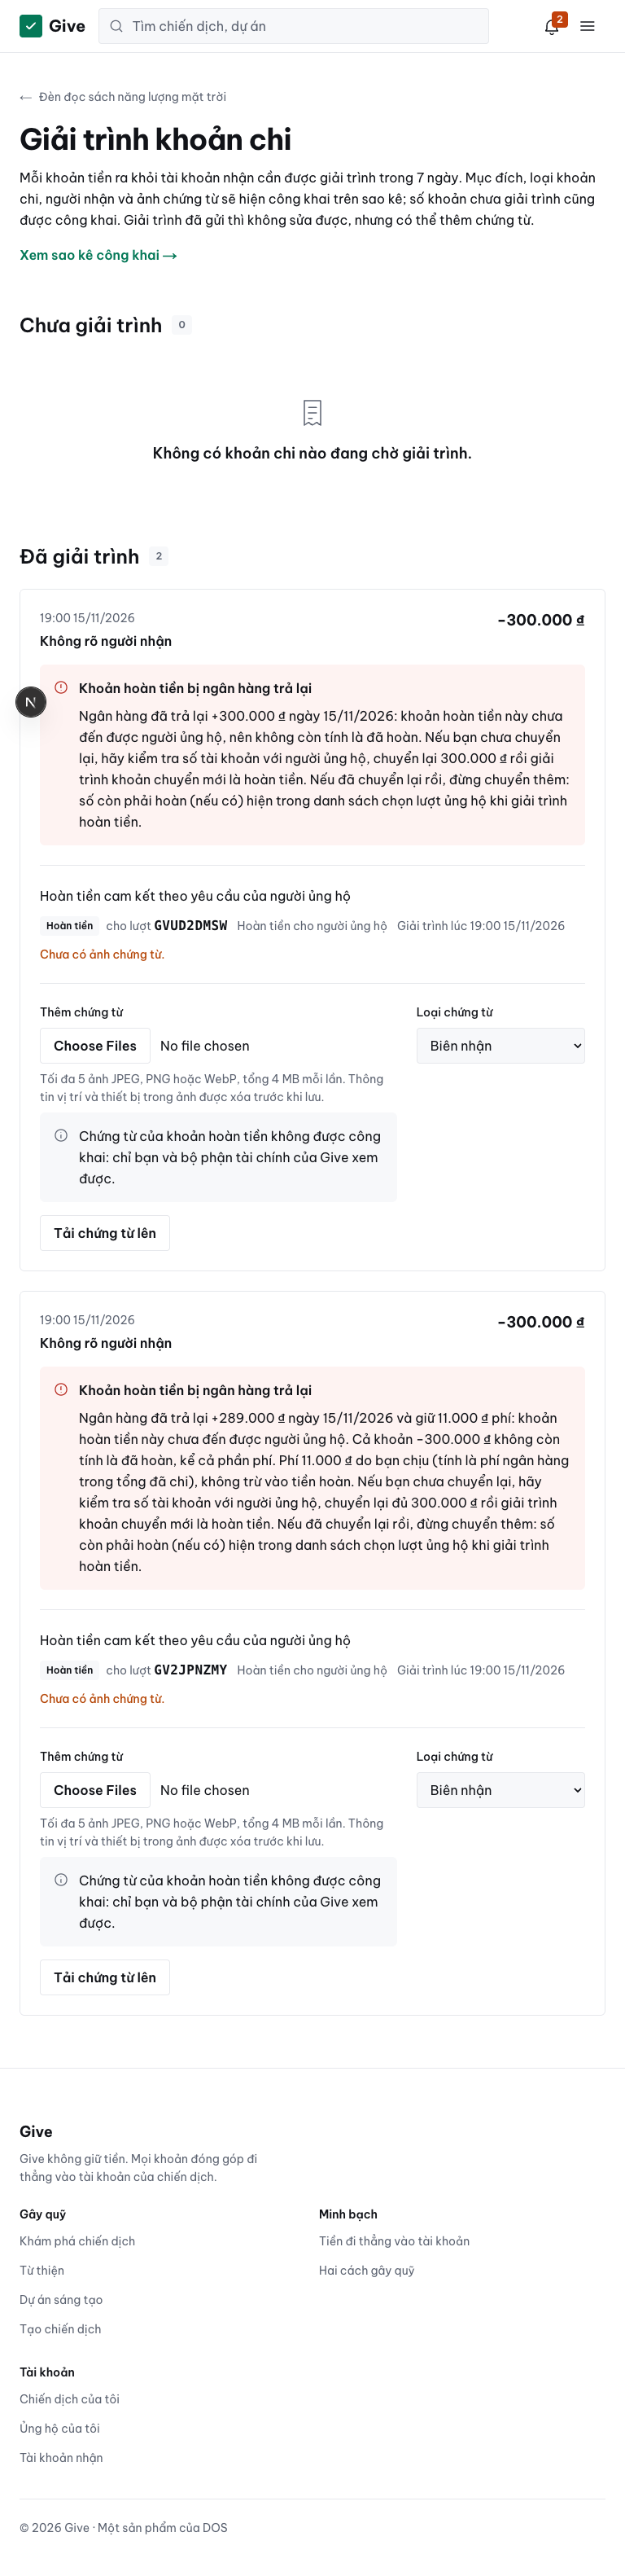 Give
Tìm chiến dịch, dự án
2
← Đèn đọc sách năng lượng mặt trời
Giải trình khoản chi
Mỗi khoản tiền ra khỏi tài khoản nhận cần được giải trình trong 7 ngày. Mục đích, loại khoản
chi, người nhận và ảnh chứng từ sẽ hiện công khai trên sao kê; số khoản chưa giải trình cũng
được công khai. Giải trình đã gửi thì không sửa được, nhưng có thể thêm chứng từ.
Xem sao kê công khai →
Chưa giải trình 0
Không có khoản chi nào đang chờ giải trình.
Đã giải trình 2
19:00 15/11/2026
−300.000 ₫
Không rõ người nhận
Khoản hoàn tiền bị ngân hàng trả lại
Ngân hàng đã trả lại +300.000 ₫ ngày 15/11/2026: khoản hoàn tiền này chưa
đến được người ủng hộ, nên không còn tính là đã hoàn. Nếu bạn chưa chuyển
lại, hãy kiểm tra số tài khoản với người ủng hộ, chuyển lại 300.000 ₫ rồi giải
trình khoản chuyển mới là hoàn tiền. Nếu đã chuyển lại rồi, đừng chuyển thêm:
số còn phải hoàn (nếu có) hiện trong danh sách chọn lượt ủng hộ khi giải trình
hoàn tiền.
Hoàn tiền cam kết theo yêu cầu của người ủng hộ
Hoàn tiền cho lượt GVUD2DMSW Hoàn tiền cho người ủng hộ Giải trình lúc 19:00 15/11/2026
Chưa có ảnh chứng từ.
Thêm chứng từ
Loại chứng từ
Choose Files No file chosen
Biên nhận
Tối đa 5 ảnh JPEG, PNG hoặc WebP, tổng 4 MB mỗi lần. Thông
tin vị trí và thiết bị trong ảnh được xóa trước khi lưu.
Chứng từ của khoản hoàn tiền không được công
khai: chỉ bạn và bộ phận tài chính của Give xem
được.
Tải chứng từ lên
19:00 15/11/2026
−300.000 ₫
Không rõ người nhận
Khoản hoàn tiền bị ngân hàng trả lại
Ngân hàng đã trả lại +289.000 ₫ ngày 15/11/2026 và giữ 11.000 ₫ phí: khoản
hoàn tiền này chưa đến được người ủng hộ. Cả khoản −300.000 ₫ không còn
tính là đã hoàn, kể cả phần phí. Phí 11.000 ₫ do bạn chịu (tính là phí ngân hàng
trong tổng đã chi), không trừ vào tiền hoàn. Nếu bạn chưa chuyển lại, hãy
kiểm tra số tài khoản với người ủng hộ, chuyển lại đủ 300.000 ₫ rồi giải trình
khoản chuyển mới là hoàn tiền. Nếu đã chuyển lại rồi, đừng chuyển thêm: số
còn phải hoàn (nếu có) hiện trong danh sách chọn lượt ủng hộ khi giải trình
hoàn tiền.
Hoàn tiền cam kết theo yêu cầu của người ủng hộ
Hoàn tiền cho lượt GV2JPNZMY Hoàn tiền cho người ủng hộ Giải trình lúc 19:00 15/11/2026
Chưa có ảnh chứng từ.
Thêm chứng từ
Loại chứng từ
Choose Files No file chosen
Biên nhận
Tối đa 5 ảnh JPEG, PNG hoặc WebP, tổng 4 MB mỗi lần. Thông
tin vị trí và thiết bị trong ảnh được xóa trước khi lưu.
Chứng từ của khoản hoàn tiền không được công
khai: chỉ bạn và bộ phận tài chính của Give xem
được.
Tải chứng từ lên
Give
Give không giữ tiền. Mọi khoản đóng góp đi
thẳng vào tài khoản của chiến dịch.
Gây quỹ
Khám phá chiến dịch
Từ thiện
Dự án sáng tạo
Tạo chiến dịch
Minh bạch
Tiền đi thẳng vào tài khoản
Hai cách gây quỹ
Tài khoản
Chiến dịch của tôi
Ủng hộ của tôi
Tài khoản nhận
© 2026 Give · Một sản phẩm của DOS